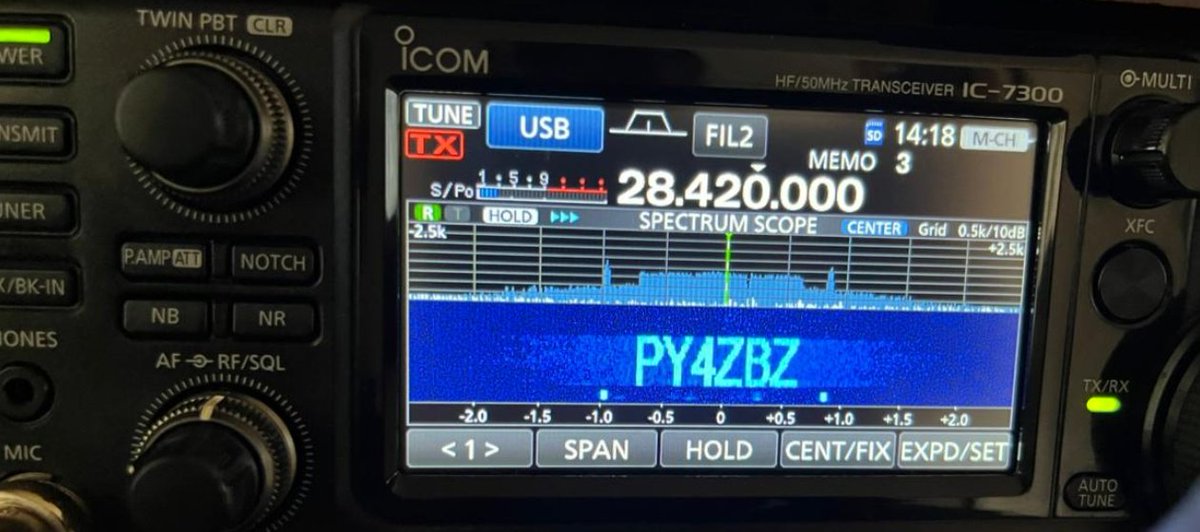 TWIN PBT CLR
WER
NSMIT
UNER
X/BK-IN
P.AMP ATT
NOTCH
NB
NR
HONES
AF RF/SQL
MIC
ICOM
HF/50MHz TRANSCEIVER IC-7300
TUNE
TX
USB
FIL2
SD 14:18 M-CH
MEMO 3
S/Po 1 5 9
28.420.000
R T HOLD SPECTRUM SCOPE CENTER Grid 0.5k/10dB
-2.5k +2.5k
PY4ZBZ
-2.0 -1.5 -1.0 -0.5 0 +0.5 +1.0 +1.5 +2.0
< 1 > SPAN HOLD CENT/FIX EXPD/SET
MULTI
XFC
TX/RX
AUTO
TUNE